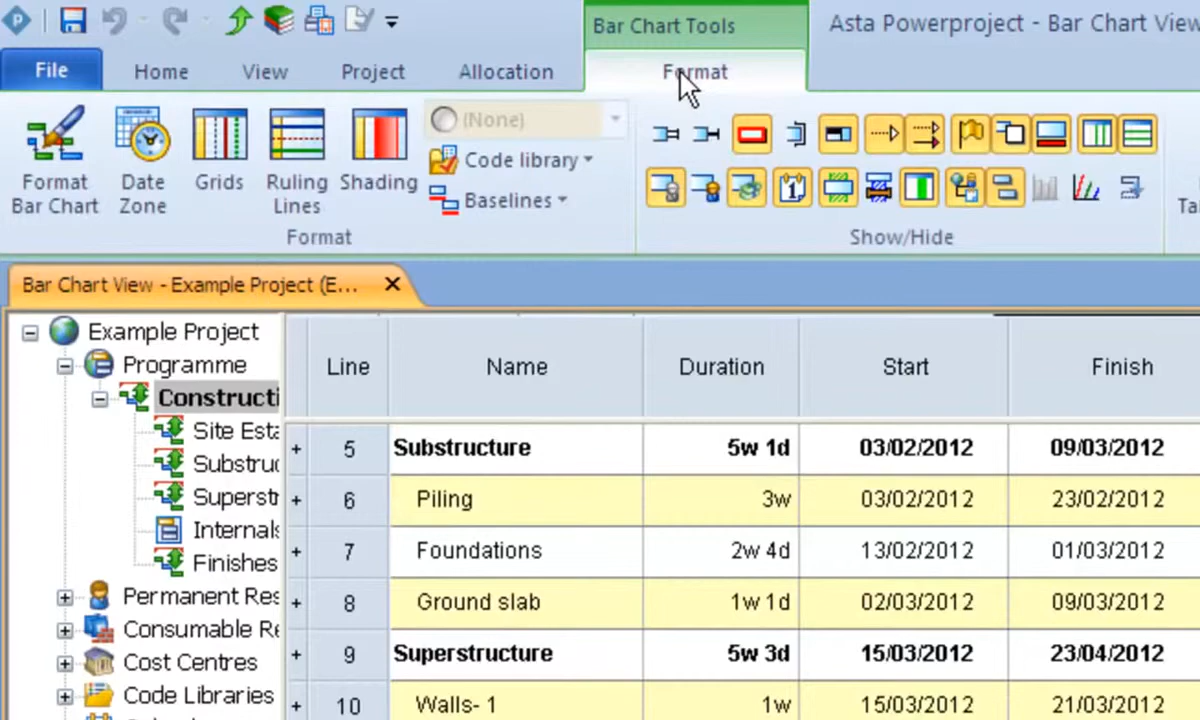 Bar Chart Tools
Asta Powerproject - Bar Chart View
File Home View Project Allocation Format
(None)
Code library
Baselines
Format Bar Chart
Date Zone
Grids
Ruling Lines
Shading
Format
Show/Hide
Bar Chart View - Example Project (E...
Example Project
Programme
Constructi
Site Esta
Substruc
Superstr
Internals
Finishes
Permanent Res
Consumable Re
Cost Centres
Code Libraries
Line Name Duration Start Finish
5 Substructure 5w 1d 03/02/2012 09/03/2012
6 Piling 3w 03/02/2012 23/02/2012
7 Foundations 2w 4d 13/02/2012 01/03/2012
8 Ground slab 1w 1d 02/03/2012 09/03/2012
9 Superstructure 5w 3d 15/03/2012 23/04/2012
10 Walls- 1 1w 15/03/2012 21/03/2012